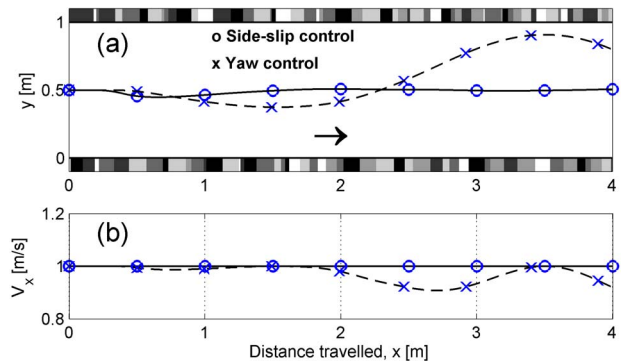 1
(a)
o Side-slip control
x Yaw control
y [m]
0.5
0
0 1 2 3 4
1.2
(b)
V_x [m/s]
1
0.8
0 1 2 3 4
Distance travelled, x [m]